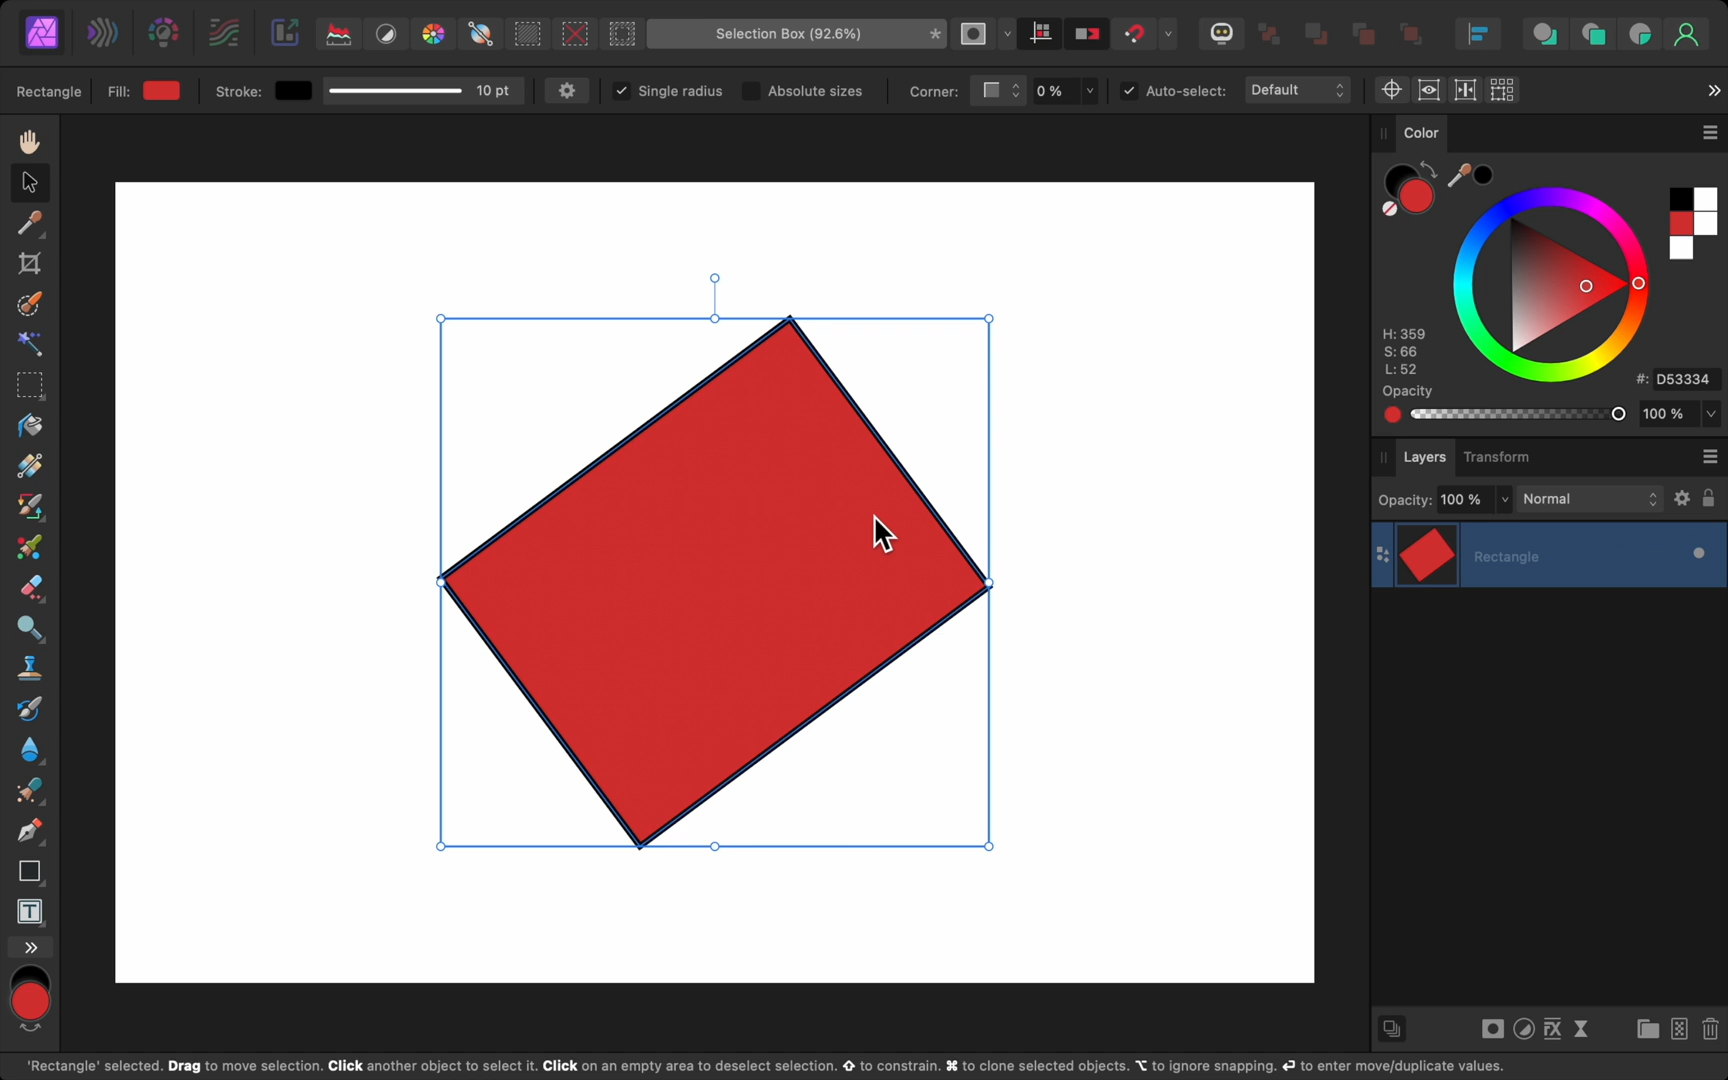 Selection Box (92.6%)
*
Rectangle Fill: Stroke: 10 pt Single radius Absolute sizes Corner: 0 % Auto-select: Default
Color
H: 359
S: 66
L: 52
#: D53334
Opacity
100 %
Layers Transform
Opacity: 100 % Normal
Rectangle
'Rectangle' selected. Drag to move selection. Click another object to select it. Click on an empty area to deselect selection. ⇧ to constrain. ⌘ to clone selected objects. ⌥ to ignore snapping. ↵ to enter move/duplicate values.